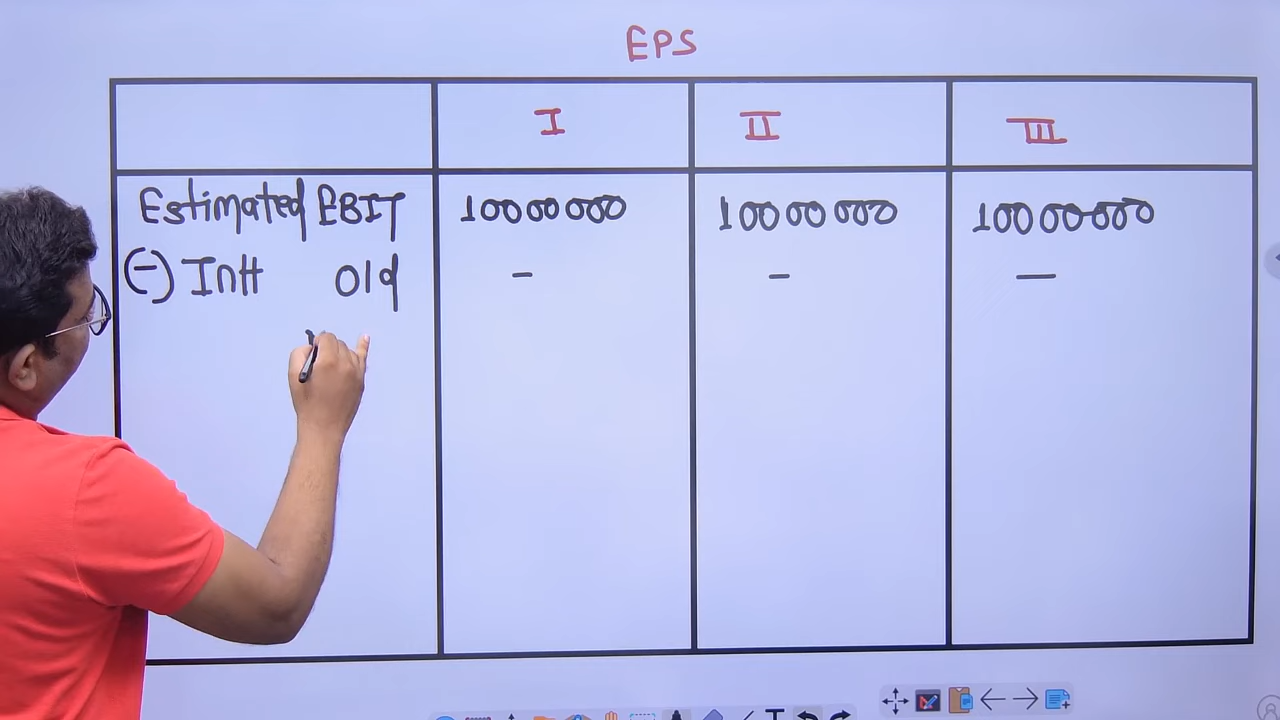 EPS
I II III
Estimated EBIT 10000000 10000000 10000000
(-) Intt Old - - -